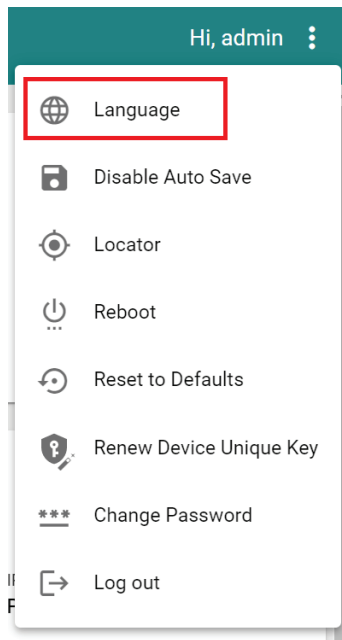 Hi, admin
Language
Disable Auto Save
Locator
Reboot
Reset to Defaults
Renew Device Unique Key
Change Password
Log out